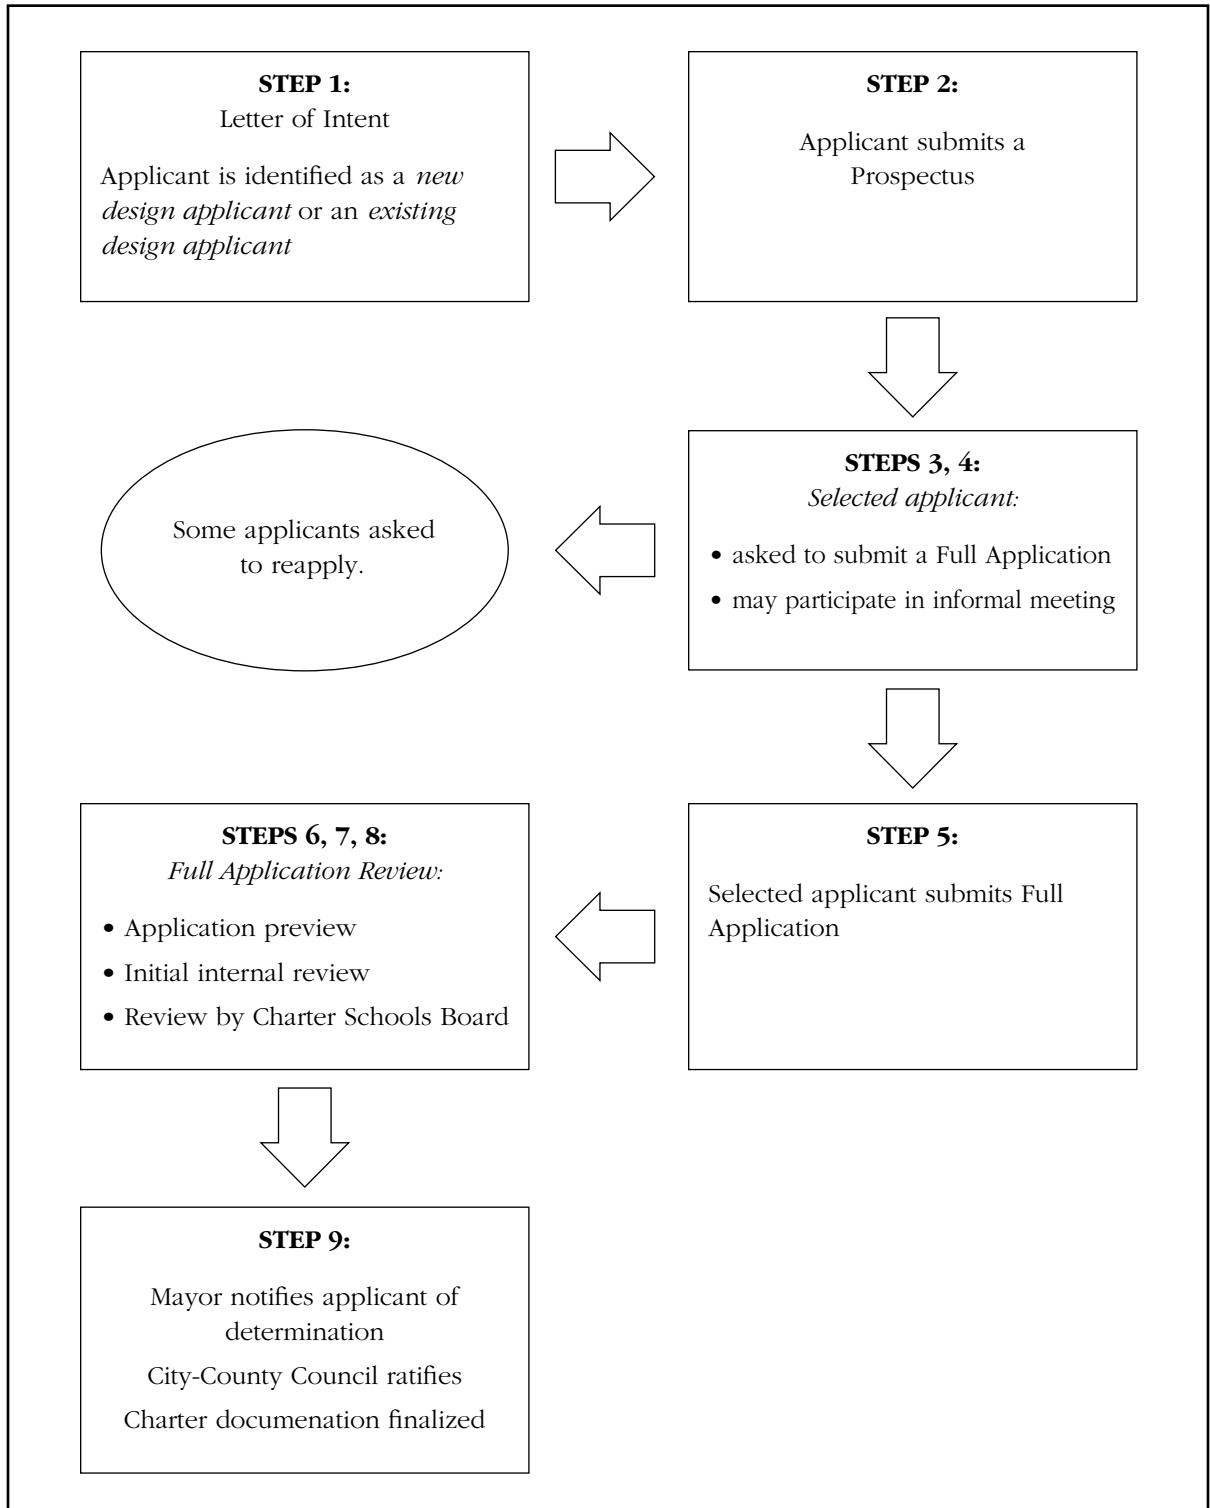 STEP 1:
Letter of Intent
Applicant is identified as a new
design applicant or an existing
design applicant
STEP 2:
Applicant submits a
Prospectus
STEPS 3, 4:
Selected applicant:
• asked to submit a Full Application
• may participate in informal meeting
Some applicants asked
to reapply.
STEP 5:
Selected applicant submits Full
Application
STEPS 6, 7, 8:
Full Application Review:
• Application preview
• Initial internal review
• Review by Charter Schools Board
STEP 9:
Mayor notifies applicant of
determination
City-County Council ratifies
Charter documenation finalized